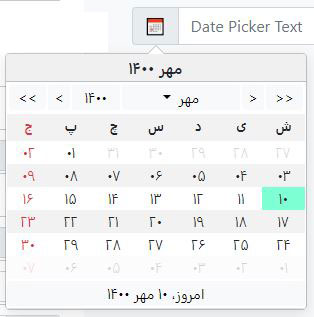 Date Picker Text
مهر ۱۴۰۰
>> > مهر ۱۴۰۰ < <<
ش ی د س چ پ ج
۲۷ ۲۸ ۲۹ ۳۰ ۳۱ ۰۱ ۰۲
۰۳ ۰۴ ۰۵ ۰۶ ۰۷ ۰۸ ۰۹
۱۰ ۱۱ ۱۲ ۱۳ ۱۴ ۱۵ ۱۶
۱۷ ۱۸ ۱۹ ۲۰ ۲۱ ۲۲ ۲۳
۲۴ ۲۵ ۲۶ ۲۷ ۲۸ ۲۹ ۳۰
۰۱ ۰۲ ۰۳ ۰۴ ۰۵ ۰۶ ۰۷
امروز، ۱۰ مهر ۱۴۰۰